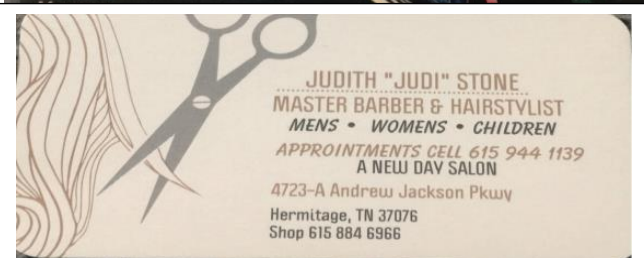 JUDITH "JUDI" STONE
MASTER BARBER & HAIRSTYLIST
MENS • WOMENS • CHILDREN
APPROINTMENTS CELL 615 944 1139
A NEW DAY SALON
4723-A Andrew Jackson Pkwy
Hermitage, TN 37076
Shop 615 884 6966